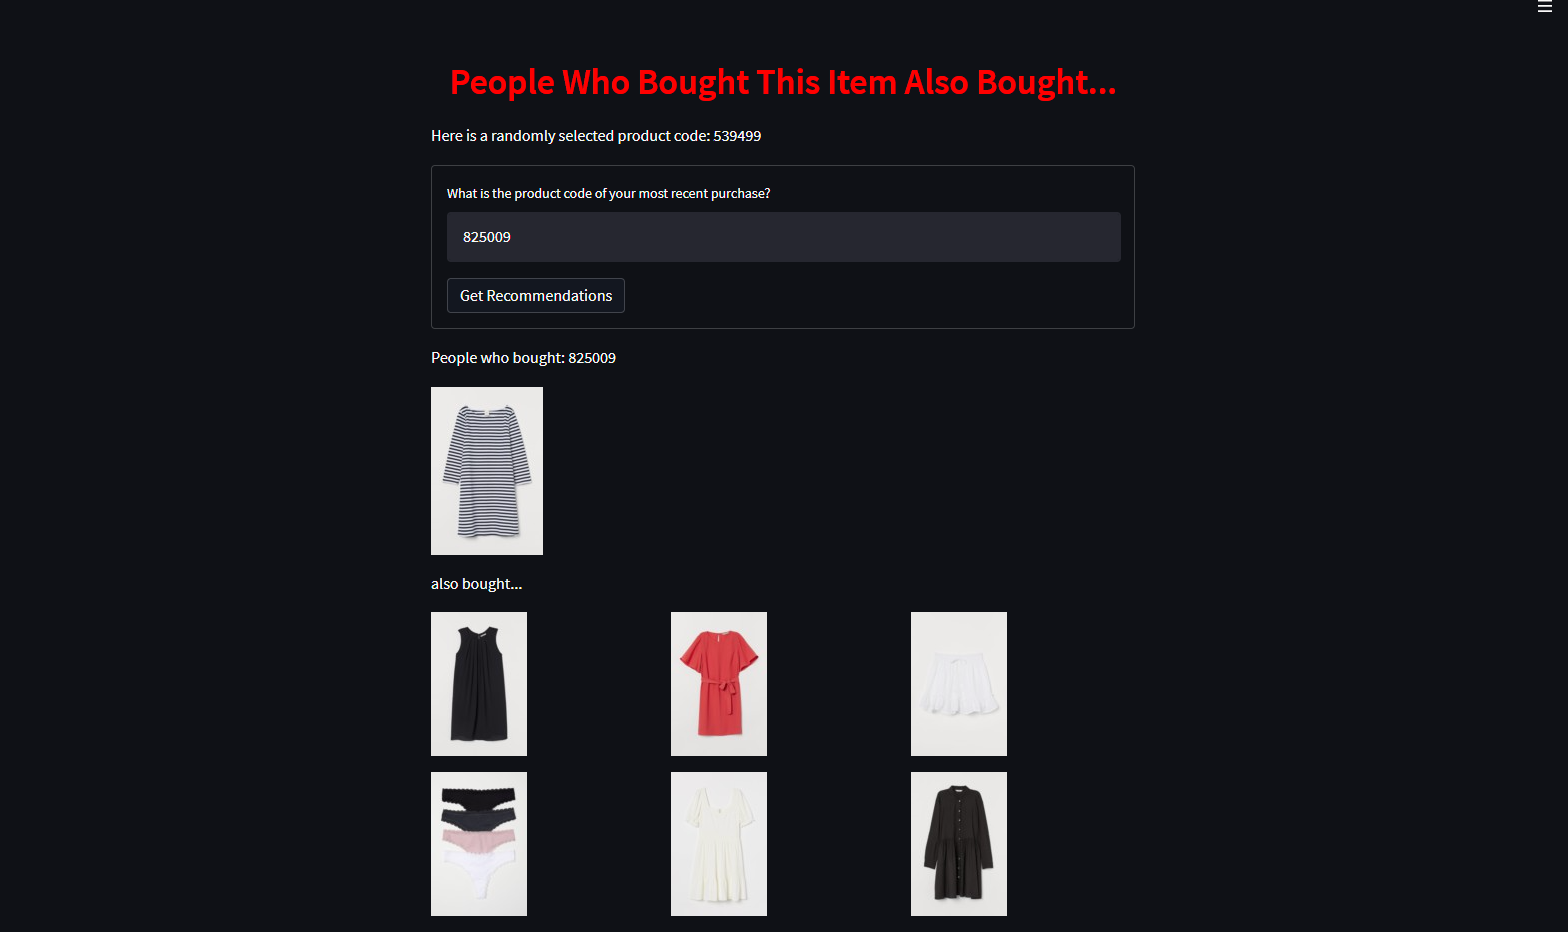 People Who Bought This Item Also Bought...
Here is a randomly selected product code: 539499
What is the product code of your most recent purchase?
825009
Get Recommendations
People who bought: 825009
also bought...